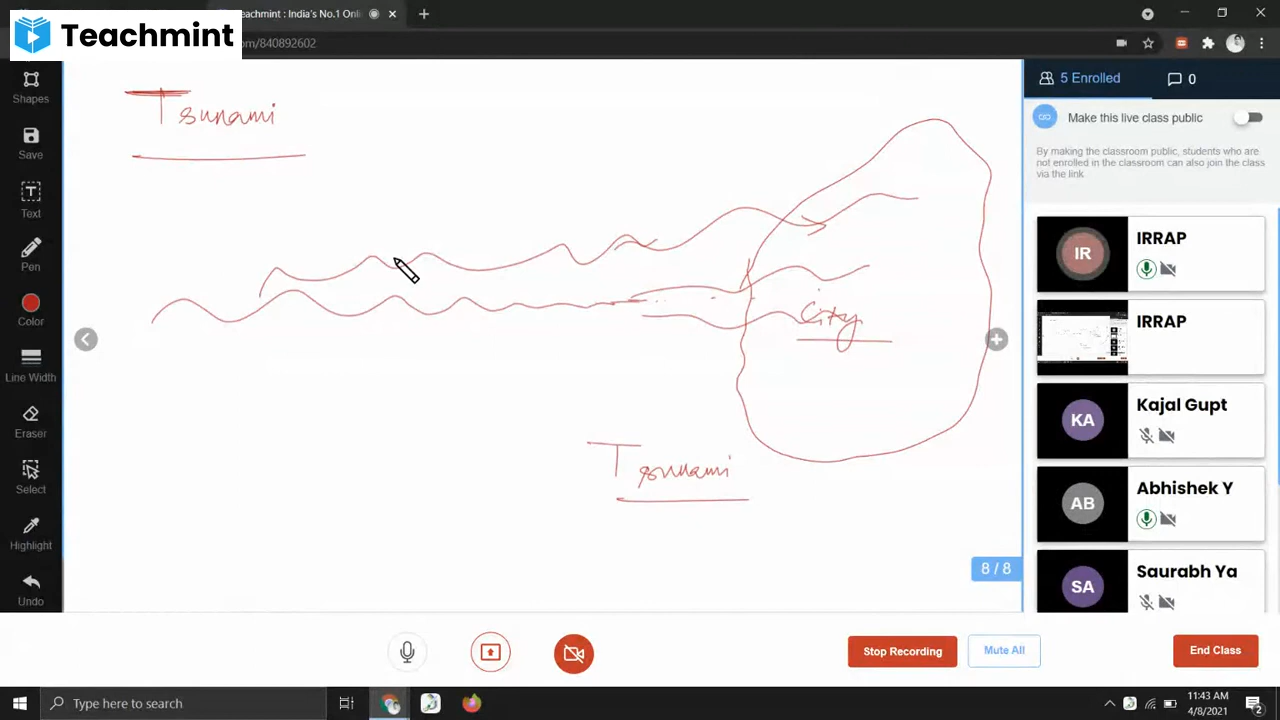 Teachmint : India's No.1 Onli
Teachmint
com/840892602
Shapes
Save
Text
Pen
Color
Line Width
Eraser
Select
Highlight
Undo
Tsunami
City
Tsunami
8 / 8
5 Enrolled
0
Make this live class public
By making the classroom public, students who are
not enrolled in the classroom can also join the class
via the link
IR
IRRAP
IRRAP
KA
Kajal Gupt
AB
Abhishek Y
SA
Saurabh Ya
Stop Recording
Mute All
End Class
Type here to search
11:43 AM
4/8/2021
2